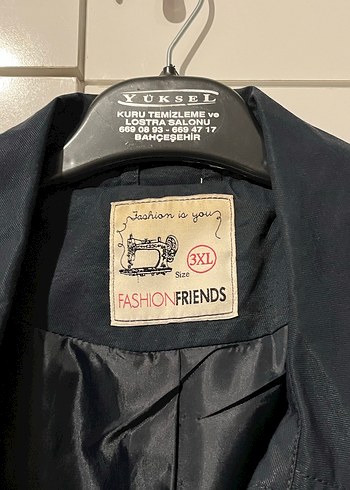 YÜKSEL
KURU TEMİZLEME ve
LOSTRA SALONU
669 08 93 - 669 47 17
BAHÇEŞEHİR
Fashion is you
3XL
Size
FASHIONFRIENDS